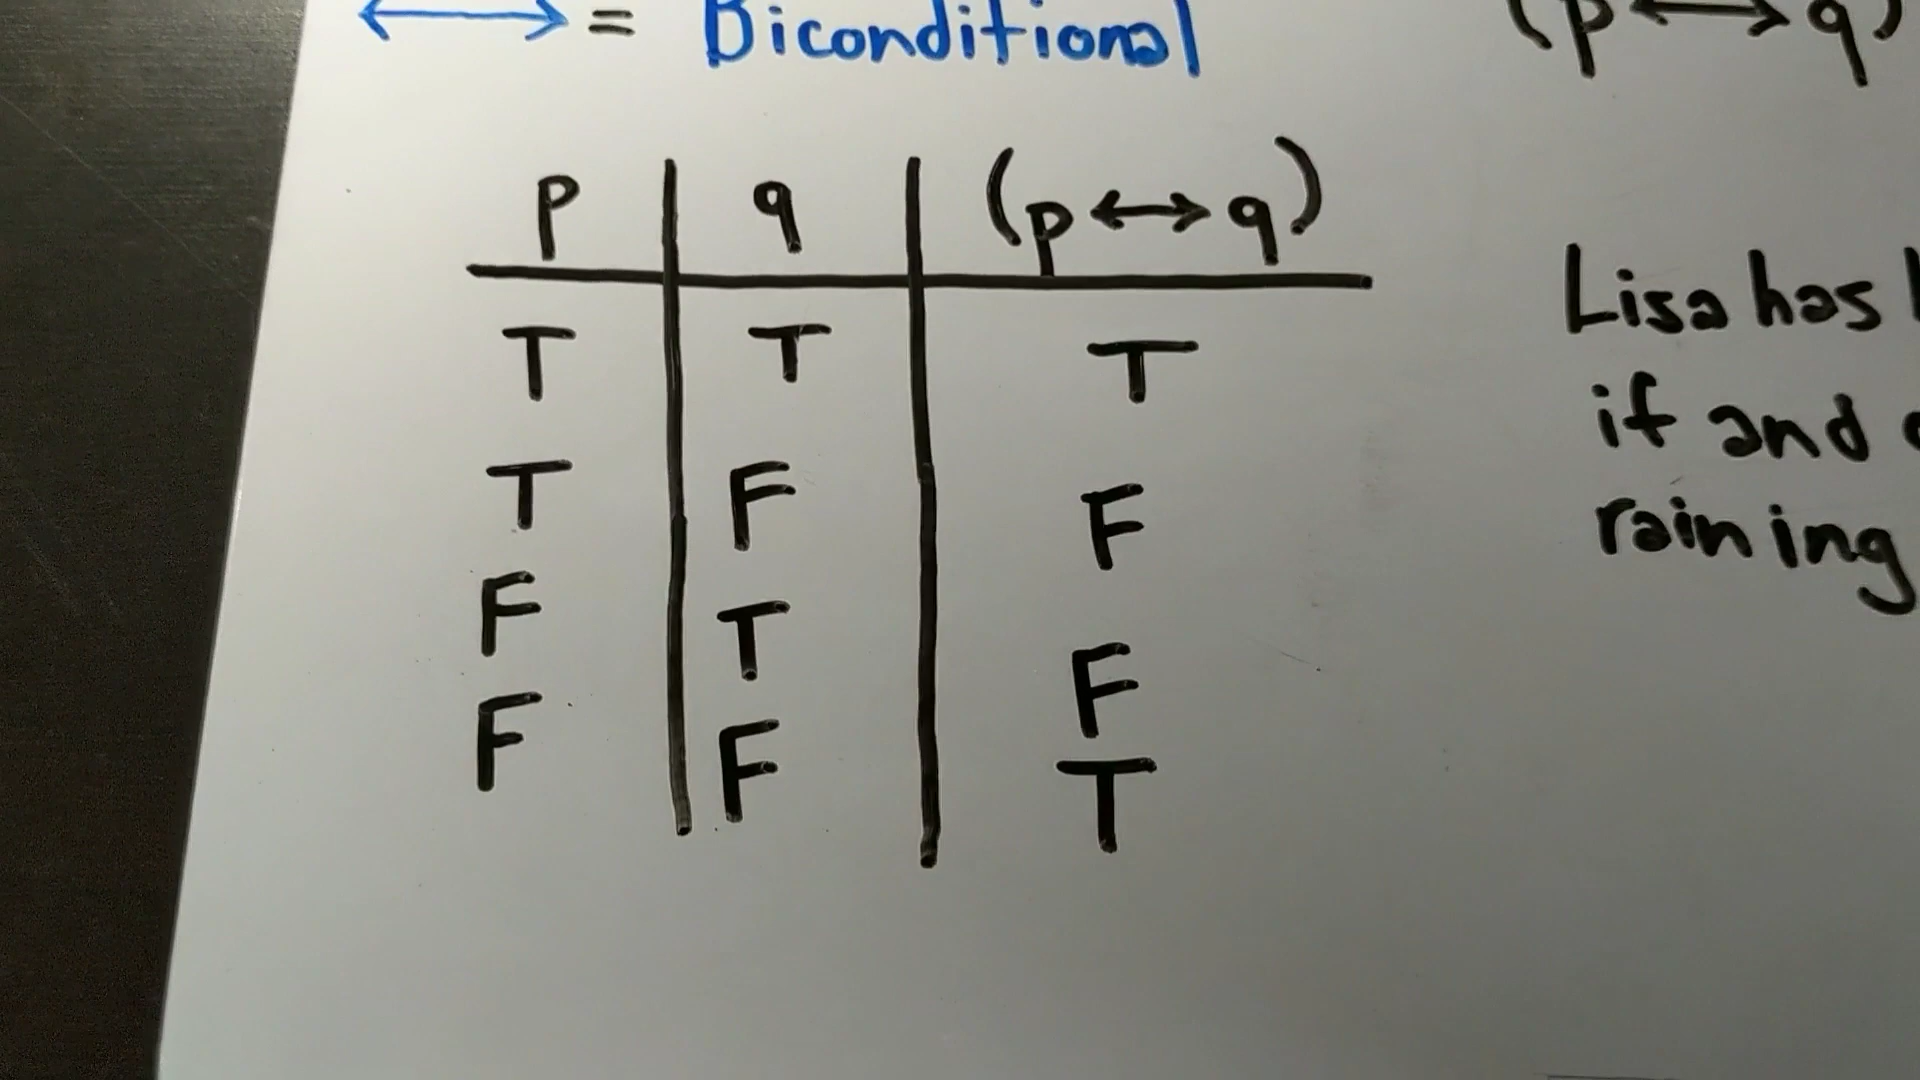 ↔ = Biconditional
(p ↔ q)
p q (p ↔ q)
T T T
T F F
F T F
F F T
Lisa has
if and
raining